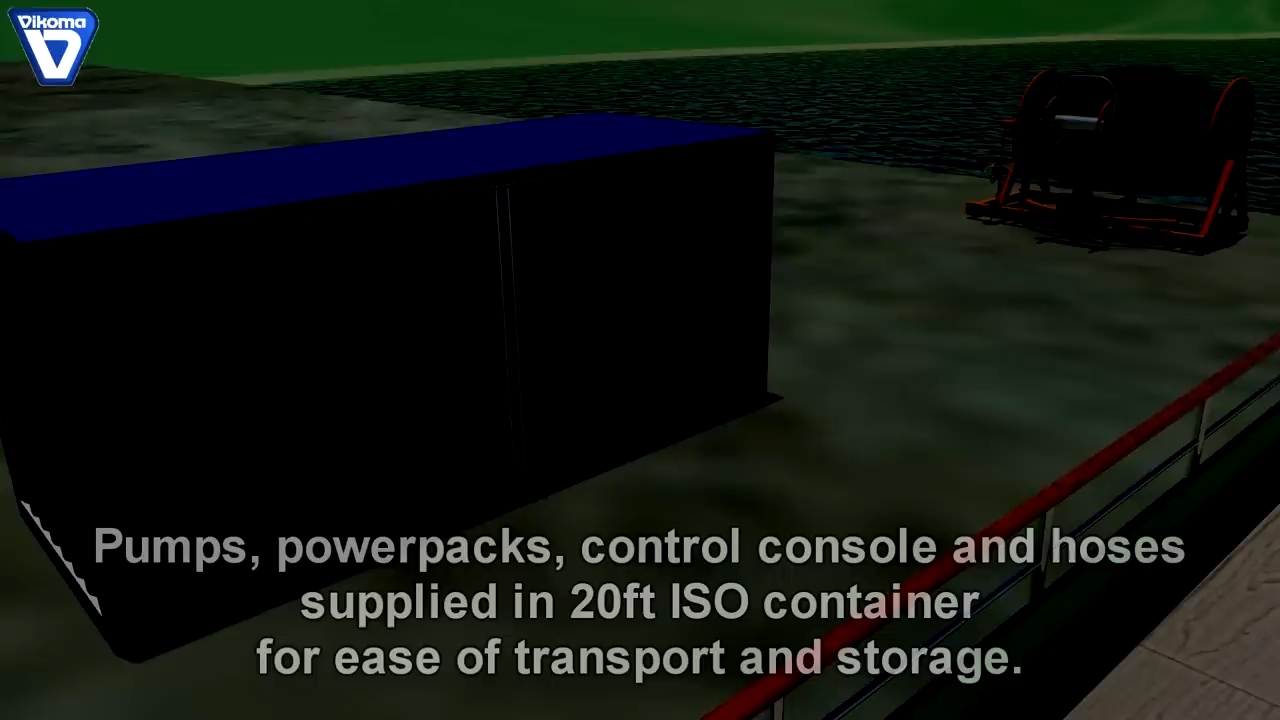 Vikoma
Pumps, powerpacks, control console and hoses
supplied in 20ft ISO container
for ease of transport and storage.